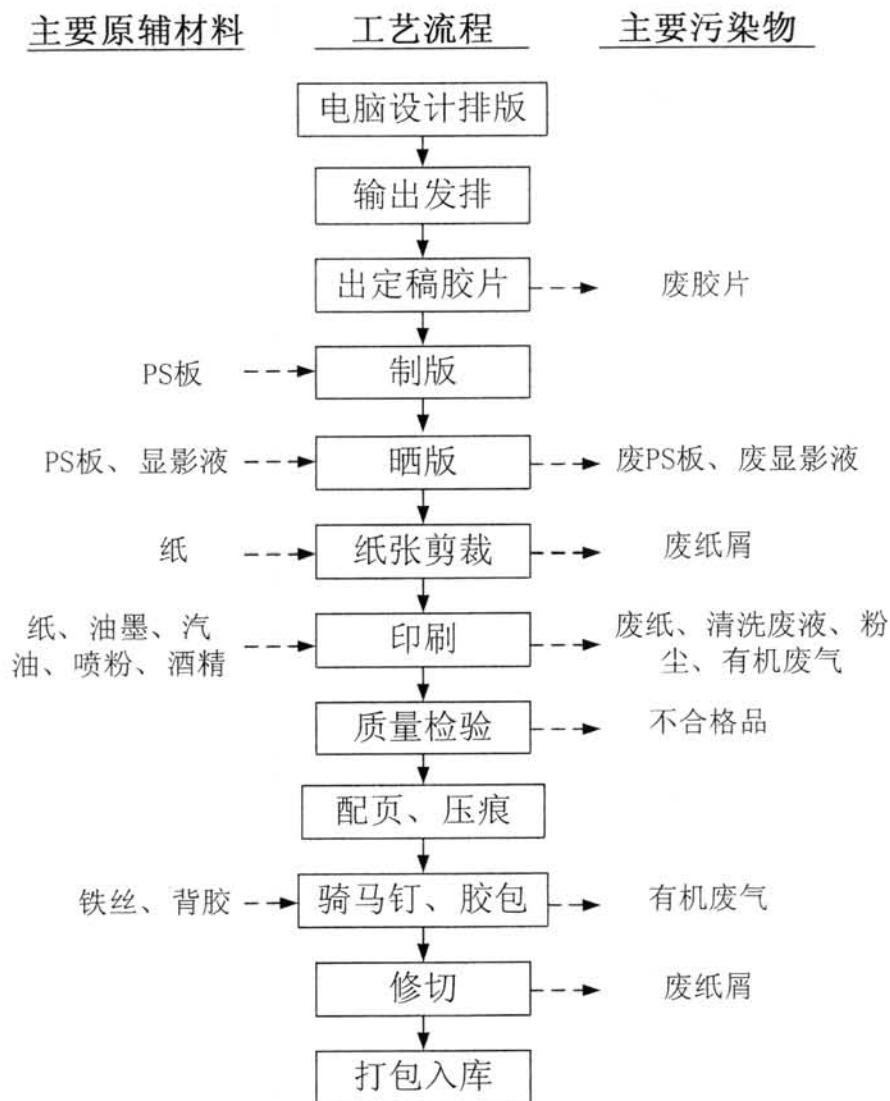 主要原辅材料 工艺流程 主要污染物
电脑设计排版
输出发排
出定稿胶片 废胶片
PS板 制版
PS板、显影液 晒版 废PS板、废显影液
纸 纸张剪裁 废纸屑
纸、油墨、汽
油、喷粉、酒精
印刷
废纸、清洗废液、粉
尘、有机废气
质量检验 不合格品
配页、压痕
铁丝、背胶 骑马钉、胶包 有机废气
修切 废纸屑
打包入库